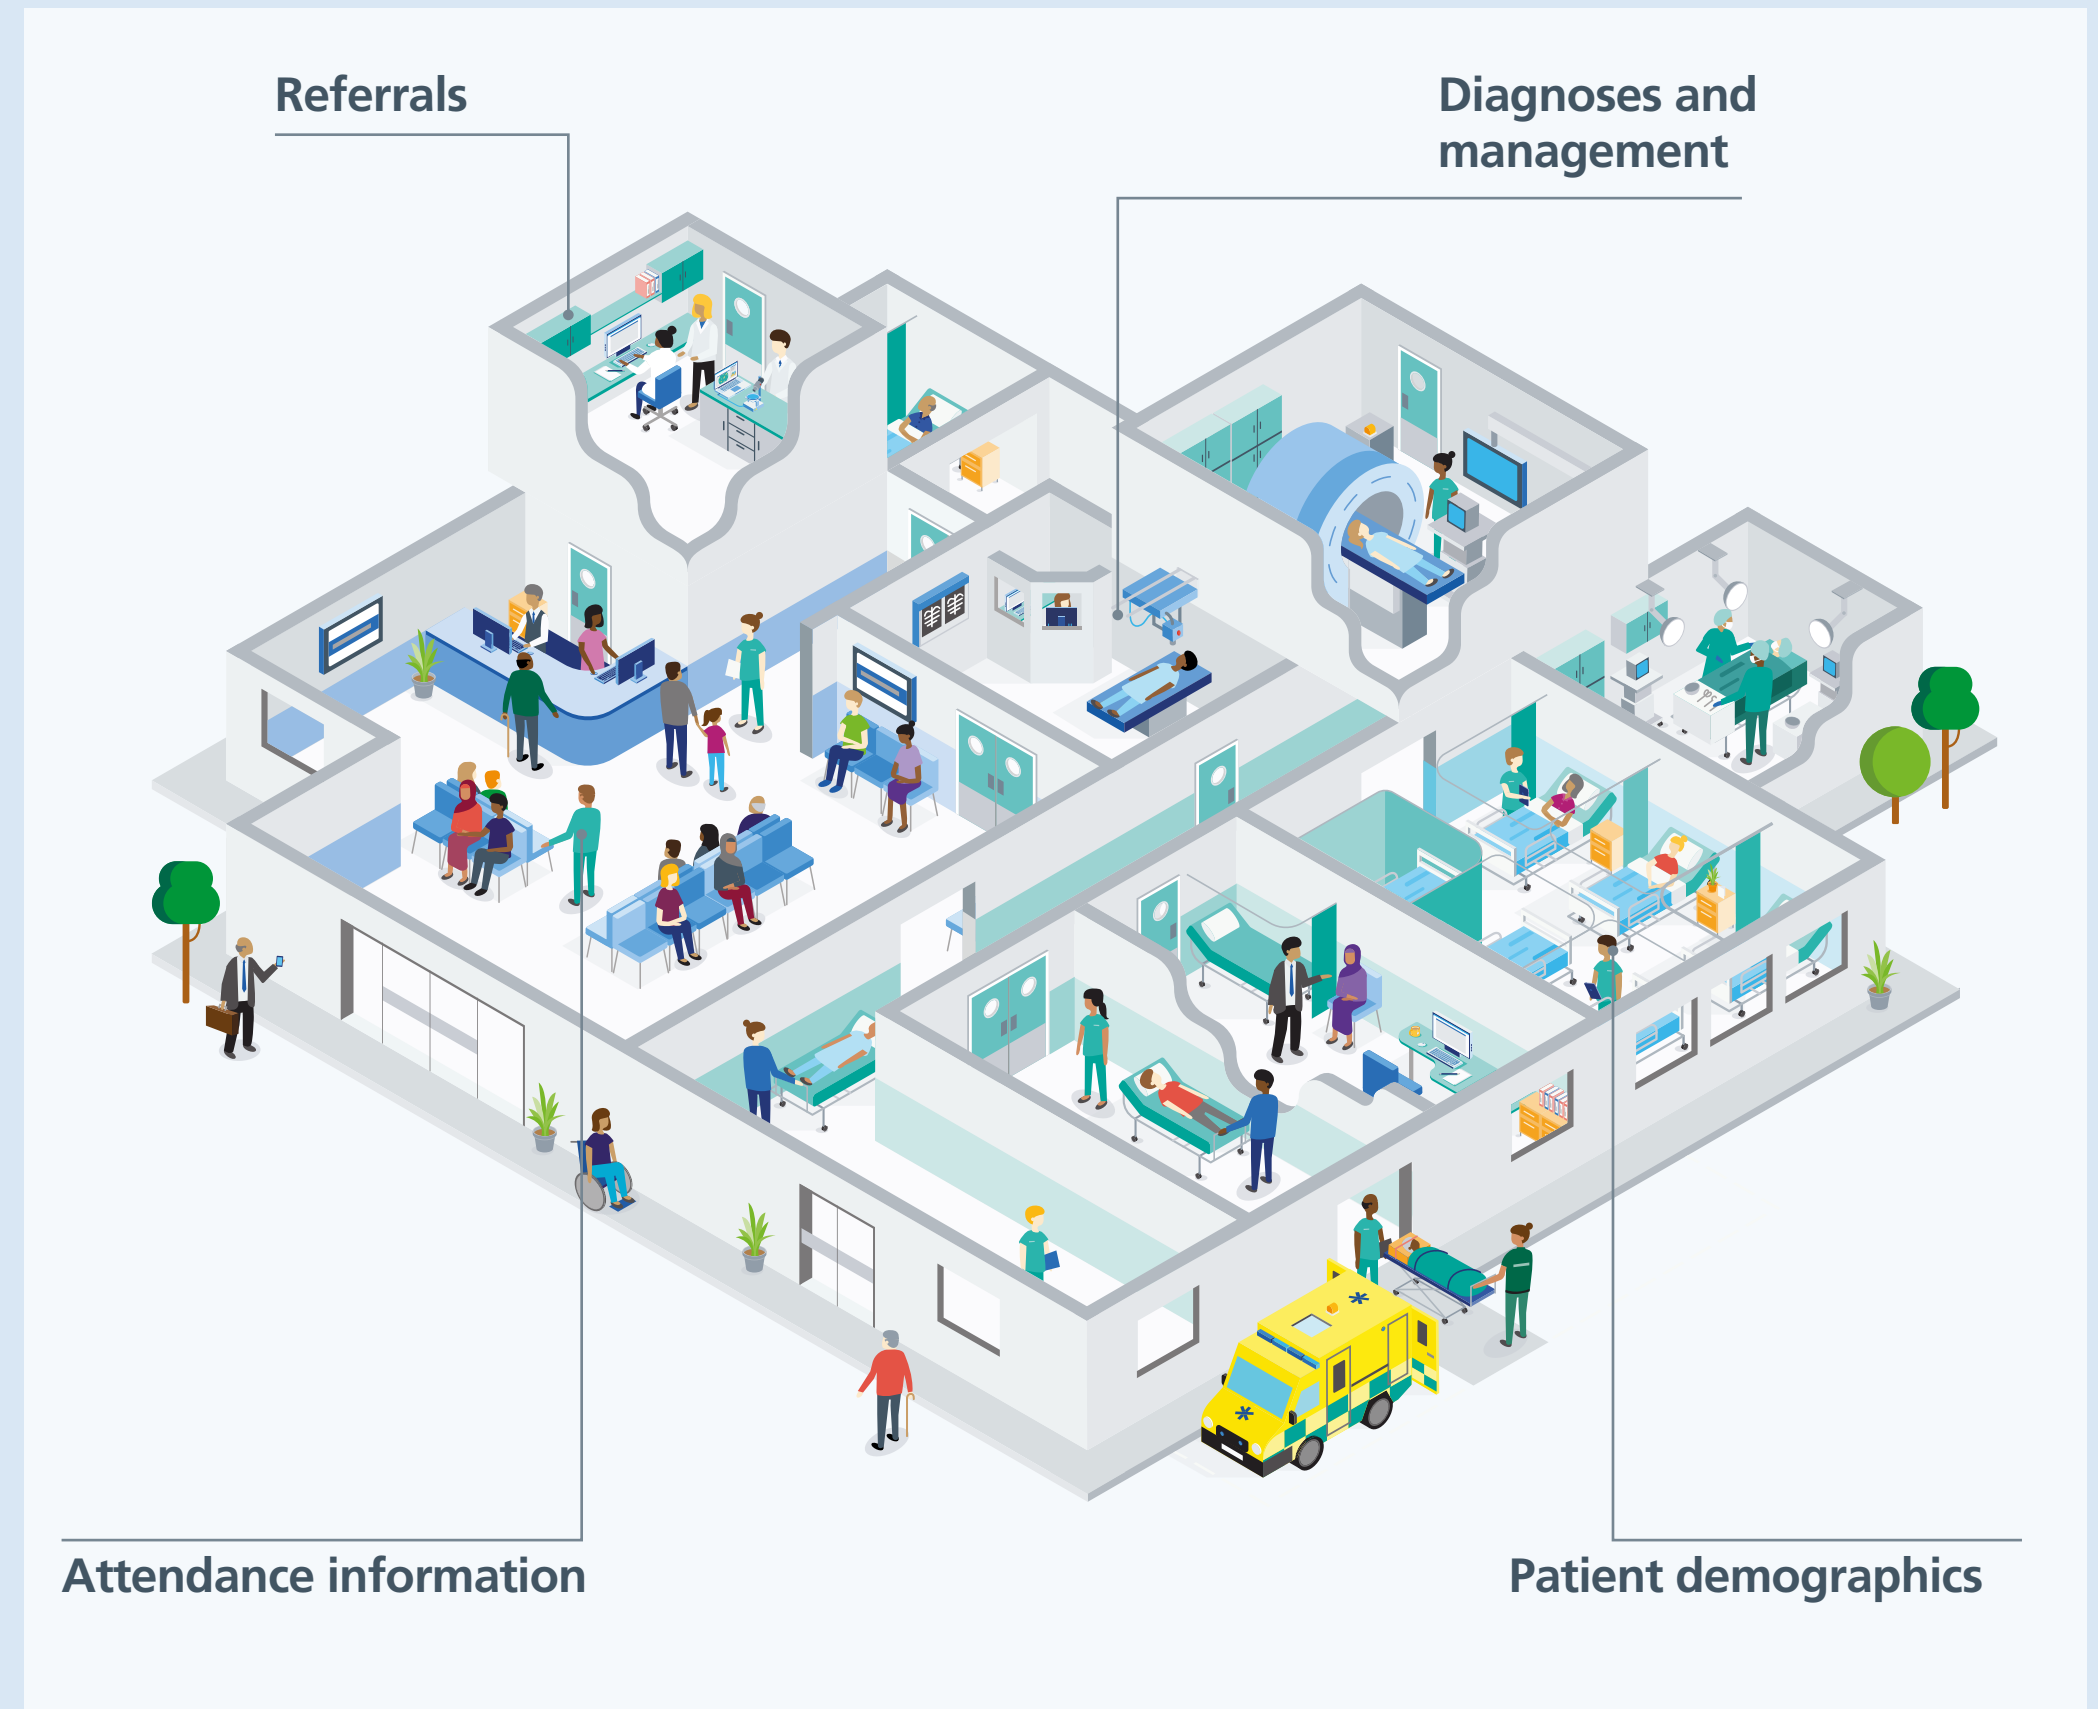 Referrals
Diagnoses and
management
Attendance information
Patient demographics